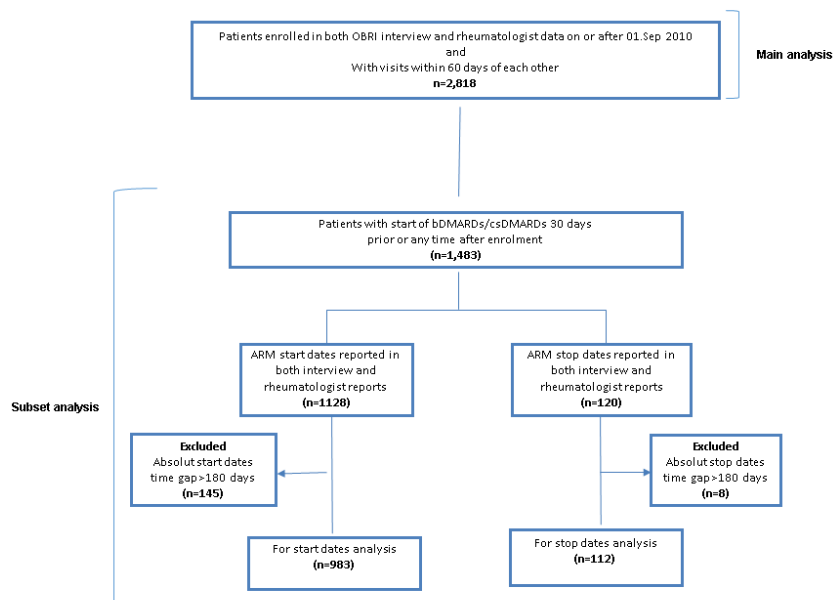 Patients enrolled in both OBRI interview and rheumatologist data on or after 01.Sep 2010
and
With visits within 60 days of each other
n=2,818
Main analysis
Patients with start of bDMARDs/csDMARDs 30 days
prior or any time after enrolment
(n=1,483)
Subset analysis
ARM start dates reported in
both interview and
rheumatologist reports
(n=1128)
ARM stop dates reported in
both interview and
rheumatologist reports
(n=120)
Excluded
Absolut start dates
time gap>180 days
(n=145)
Excluded
Absolut stop dates
time gap>180 days
(n=8)
For start dates analysis
(n=983)
For stop dates analysis
(n=112)